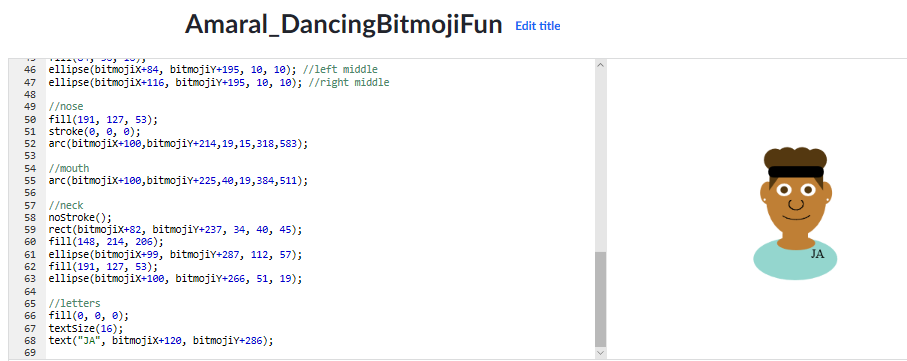 Amaral_DancingBitmojiFun Edit title
46 ellipse(bitmojiX+84, bitmojiY+195, 10, 10); //left middle
47 ellipse(bitmojiX+116, bitmojiY+195, 10, 10); //right middle
48
49 //nose
50 fill(191, 127, 53);
51 stroke(0, 0, 0);
52 arc(bitmojiX+100,bitmojiY+214,19,15,318,583);
53
54 //mouth
55 arc(bitmojiX+100,bitmojiY+225,40,19,384,511);
56
57 //neck
58 noStroke();
59 rect(bitmojiX+82, bitmojiY+237, 34, 40, 45);
60 fill(148, 214, 206);
61 ellipse(bitmojiX+99, bitmojiY+287, 112, 57);
62 fill(191, 127, 53);
63 ellipse(bitmojiX+100, bitmojiY+266, 51, 19);
64
65 //letters
66 fill(0, 0, 0);
67 textSize(16);
68 text("JA", bitmojiX+120, bitmojiY+286);
69
JA